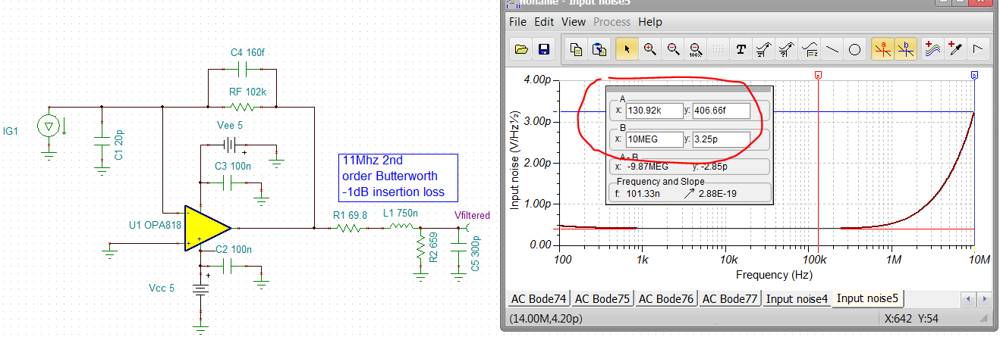 C4 160f
RF 102k
IG1
C1 20p
Vee 5
+
C3 100n
11Mhz 2nd
order Butterworth
-1dB insertion loss
U1 OPA818
-
+
+
R1 69.8
L1 750n
Vfiltered
R2 659
C5 300p
C2 100n
+
Vcc 5
Noname - Input noise5
File Edit View Process Help
100%
T
a
b
Input noise (V/Hz½)
4.00p
3.00p
2.00p
1.00p
0.00
a
b
A
x: 130.92k y: 406.66f
B
x: 10MEG y: 3.25p
A - B
x: -9.87MEG y: -2.85p
Frequency and Slope
f: 101.33n 2.88E-19
100 1k 10k 100k 1M 10M
Frequency (Hz)
AC Bode74 AC Bode75 AC Bode76 AC Bode77 Input noise4 Input noise5
(14.00M,4.20p) X:642 Y:54